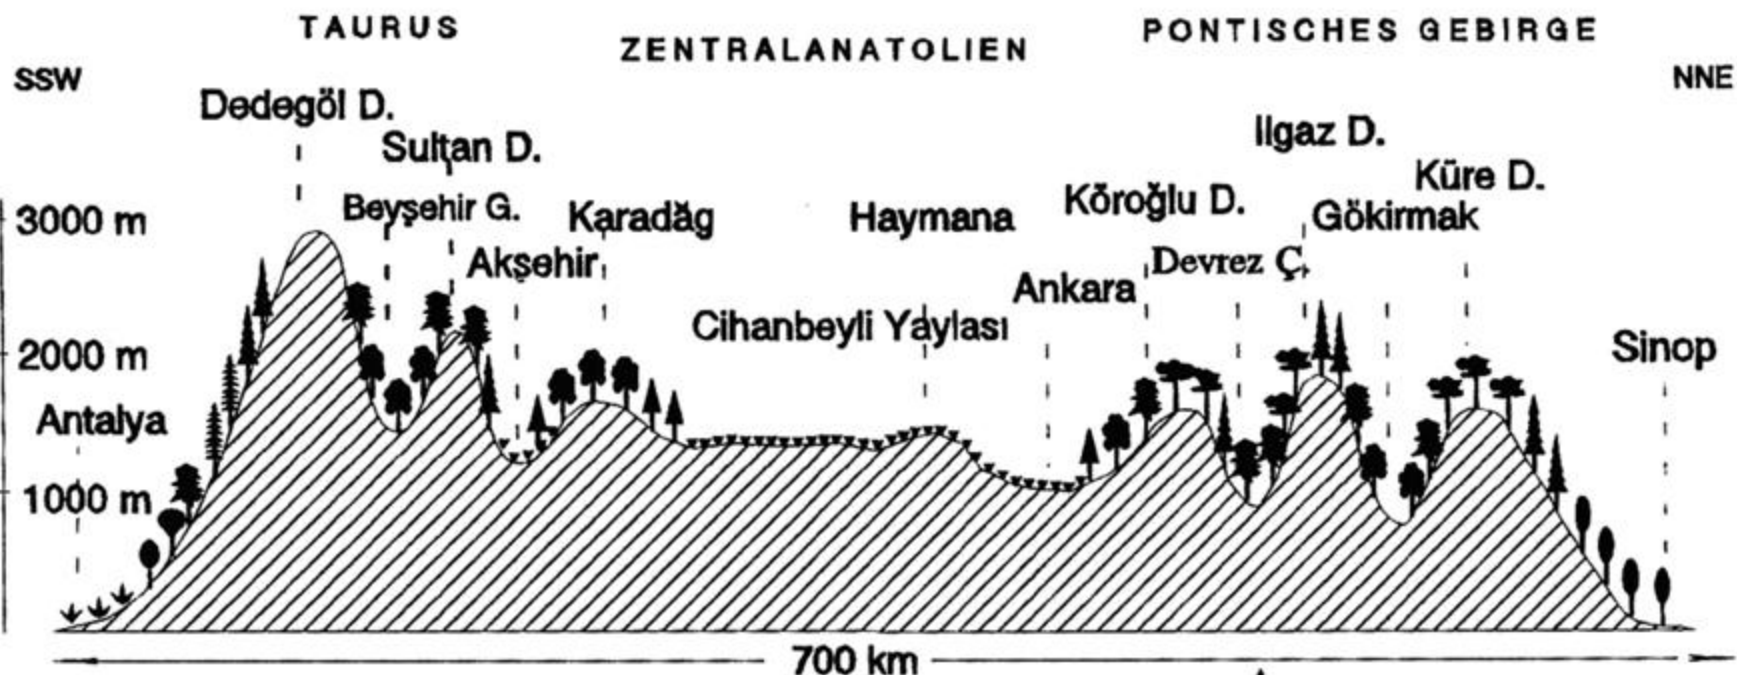 TAURUS
ZENTRALANATOLIEN
PONTISCHES GEBIRGE
SSW
NNE
Dedegöl D.
Sultan D.
Ilgaz D.
Küre D.
Beyşehir G.
Köroğlu D.
3000 m
Karadăg
Haymana
Gökirmak
Akşehir
Devrez Ç.
Ankara
Cihanbeyli Yaylası
2000 m
Sinop
Antalya
1000 m
700 km